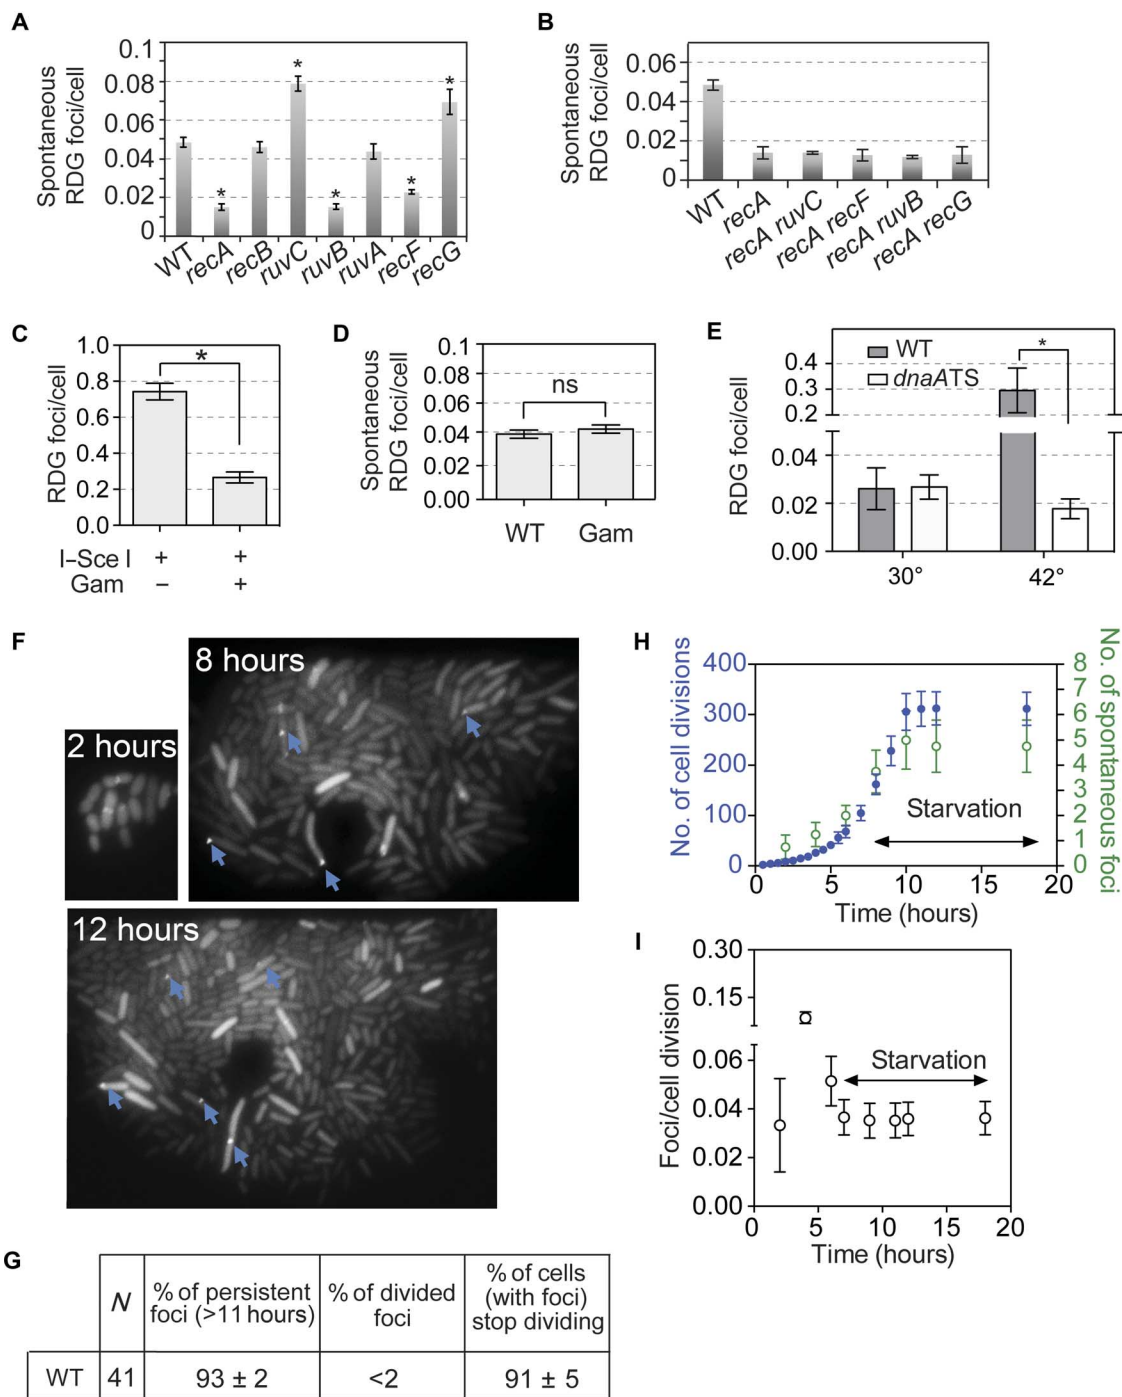 A
Spontaneous
RDG foci/cell
0.1
0.08
0.06
0.04
0.02
0
* * * * *
WT recA recB ruvC ruvB ruvA recF recG
B
Spontaneous
RDG foci/cell
0.06
0.04
0.02
0
WT recA recA ruvC recA recF recA ruvB recA recG
C
RDG foci/cell
1.0
0.8
0.6
0.4
0.2
0.0
*
I–Sce I + +
Gam – +
D
Spontaneous
RDG foci/cell
0.1
0.08
0.06
0.04
0.02
0.00
ns
WT Gam
E
RDG foci/cell
0.4
0.3
0.2
0.04
0.02
0.00
WT
dnaATS
*
30° 42°
F
2 hours
8 hours
12 hours
H
No. of cell divisions
400
300
200
100
0
No. of spontaneous foci
8
7
6
5
4
3
2
1
0
Starvation
0 5 10 15 20
Time (hours)
I
Foci/cell division
0.30
0.15
0.06
0.04
0.02
0.00
Starvation
0 5 10 15 20
Time (hours)
G
N
% of persistent
foci (>11 hours)
% of divided
foci
% of cells
(with foci)
stop dividing
WT 41 93 ± 2 <2 91 ± 5